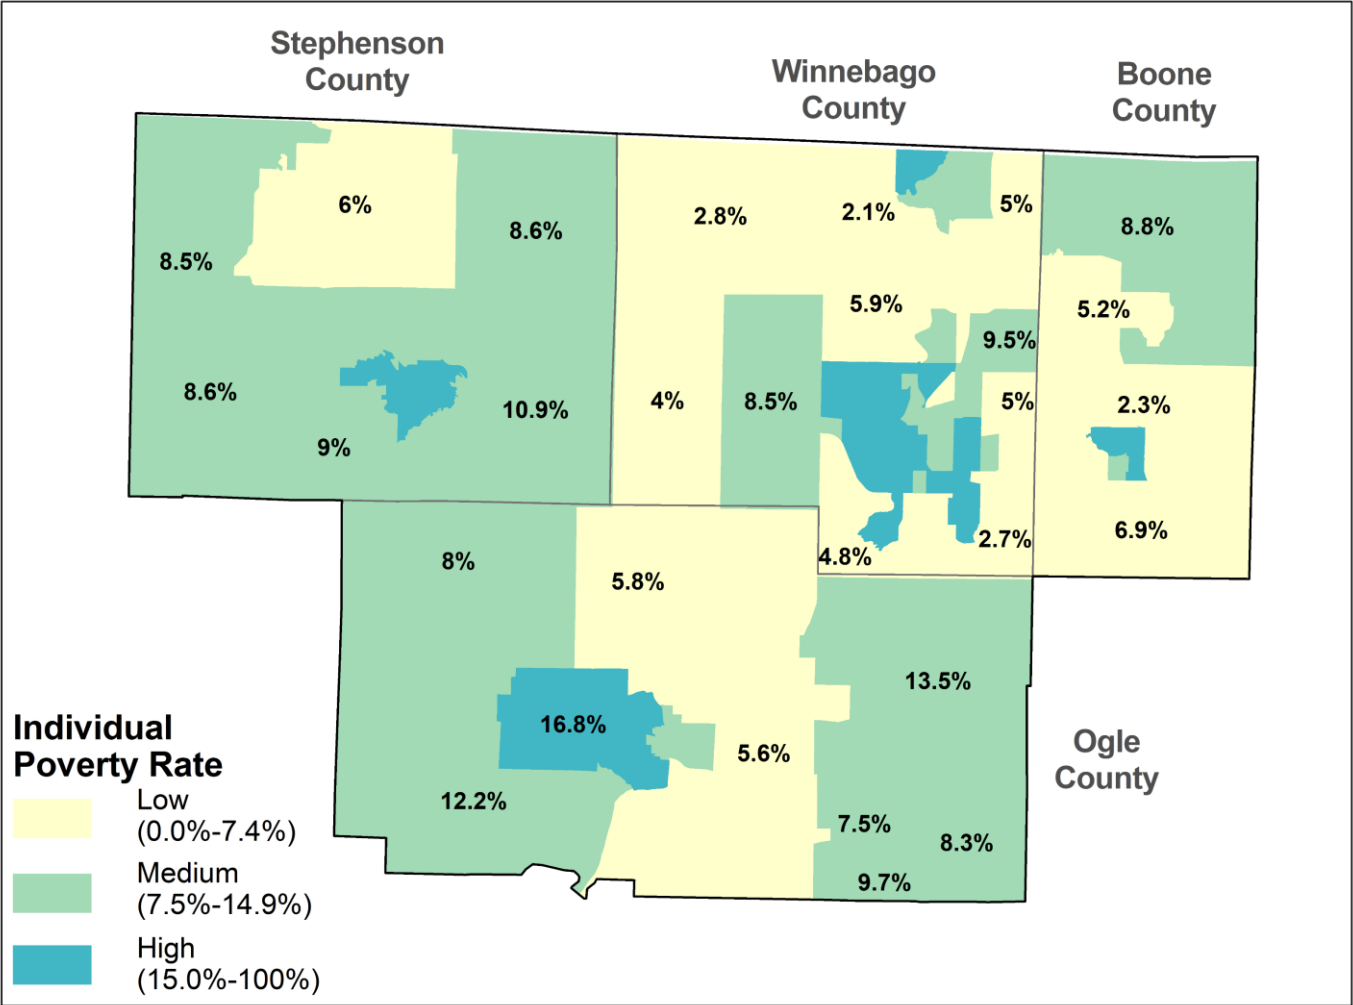 Stephenson
County
Winnebago
County
Boone
County
6%
8.5%
8.6%
8.6%
9%
10.9%
2.8%
2.1%
5%
5.9%
9.5%
4%
8.5%
5%
4.8%
2.7%
8.8%
5.2%
2.3%
6.9%
8%
5.8%
16.8%
5.6%
12.2%
13.5%
7.5%
8.3%
9.7%
Ogle
County
Individual
Poverty Rate
Low
(0.0%-7.4%)
Medium
(7.5%-14.9%)
High
(15.0%-100%)